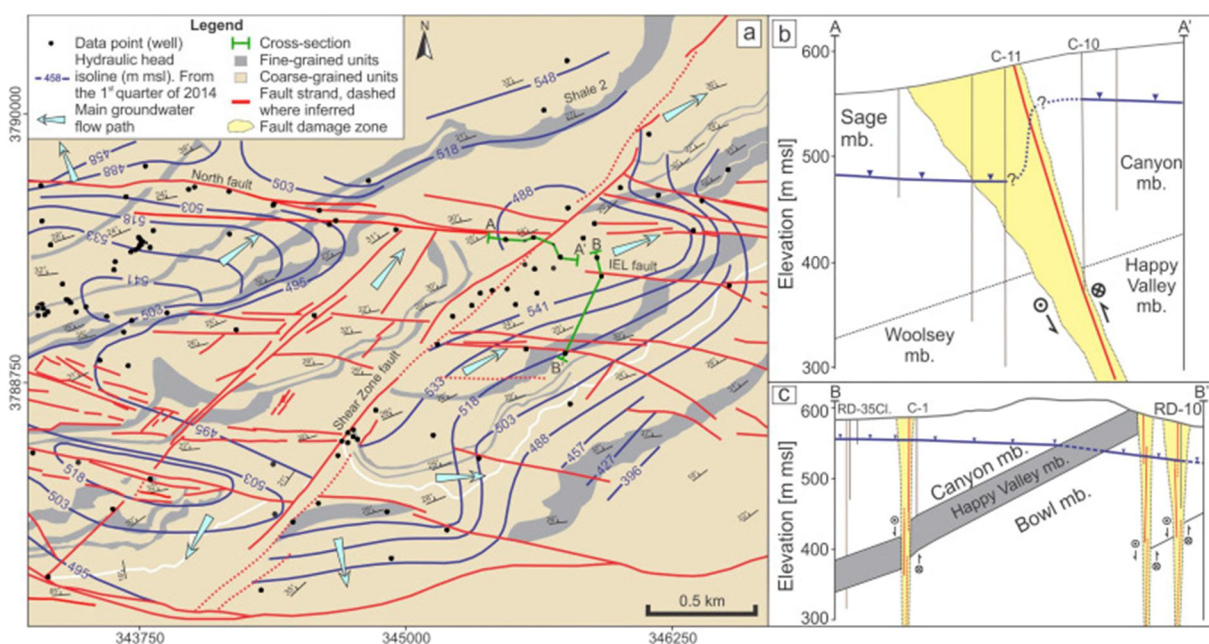 Legend
Data point (well)
Hydraulic head
458 isoline (m msl). From
the 1st quarter of 2014
Main groundwater
flow path
Cross-section
Fine-grained units
Coarse-grained units
Fault strand, dashed
where inferred
Fault damage zone
N
a
3790000
3788750
343750
345000
346250
0.5 km
548
Shale 2
518
503
458
488
North fault
503
518
533
541
503
495
488
A
A'
B
IEL fault
541
B'
533
518
503
488
457
427
396
Shear Zone fault
495
518
503
503
495
b
A
A'
C-11
C-10
600
500
400
300
Elevation [m msl]
Sage
mb.
Canyon
mb.
?
?
Happy
Valley
mb.
Woolsey
mb.
c
B
B'
RD-35Cl.
C-1
RD-10
600
500
400
300
Elevation [m msl]
Canyon mb.
Happy Valley mb.
Bowl mb.